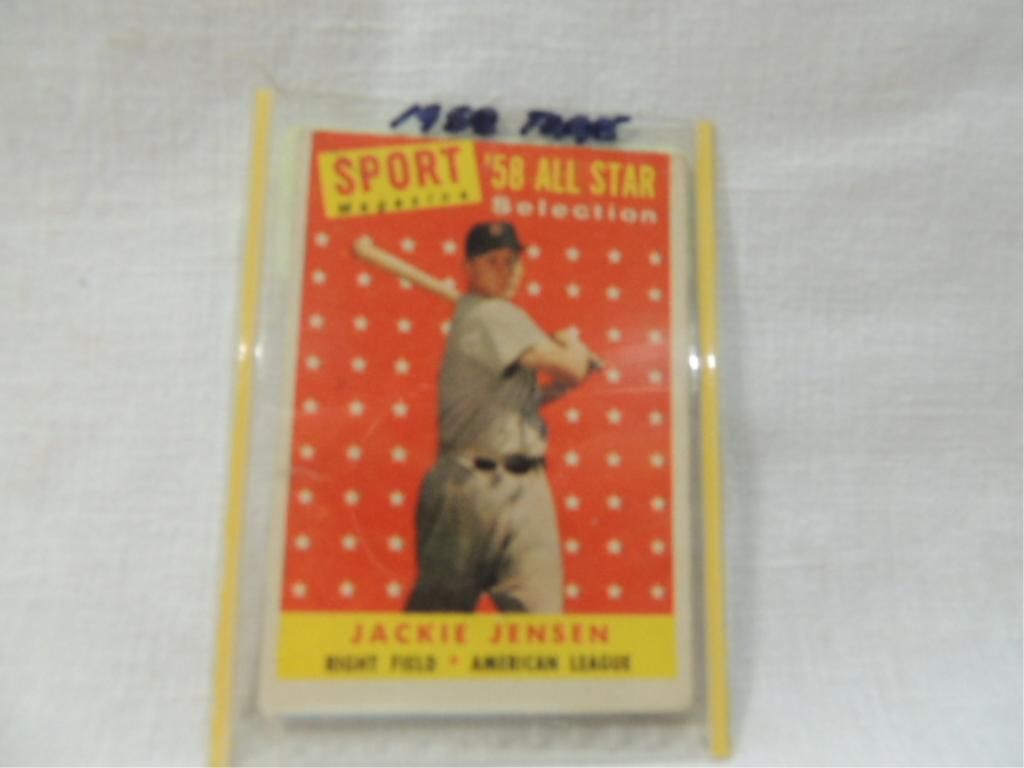 1958 TOPPS
SPORT '58 ALL STAR
Magazine Selection
JACKIE JENSEN
RIGHT FIELD • AMERICAN LEAGUE